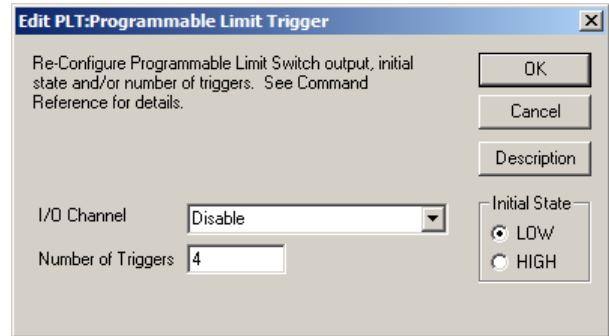 Edit PLT:Programmable Limit Trigger
Re-Configure Programmable Limit Switch output, initial
state and/or number of triggers. See Command
Reference for details.
OK
Cancel
Description
I/O Channel
Disable
Number of Triggers
4
Initial State
LOW
HIGH